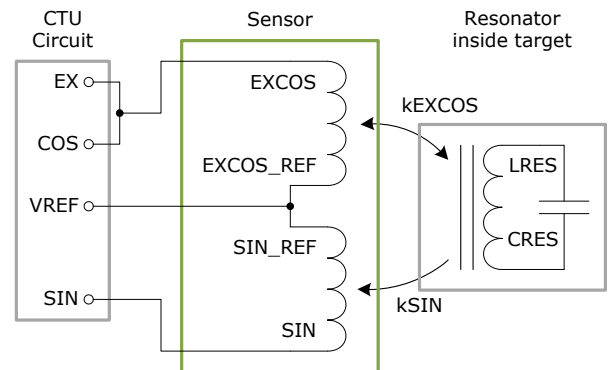 CTU
Circuit
Sensor
Resonator
inside target
EX
COS
VREF
SIN
EXCOS
EXCOS_REF
SIN_REF
SIN
kEXCOS
kSIN
LRES
CRES